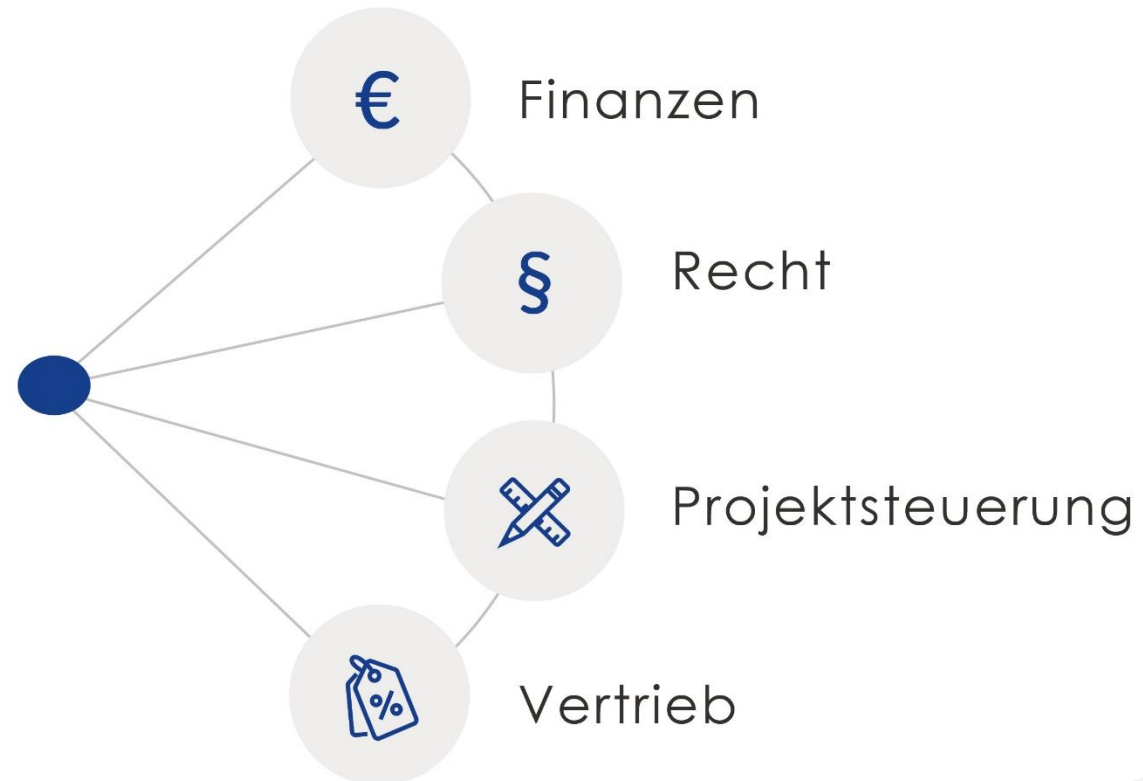 € Finanzen
§ Recht
Projektsteuerung
% Vertrieb